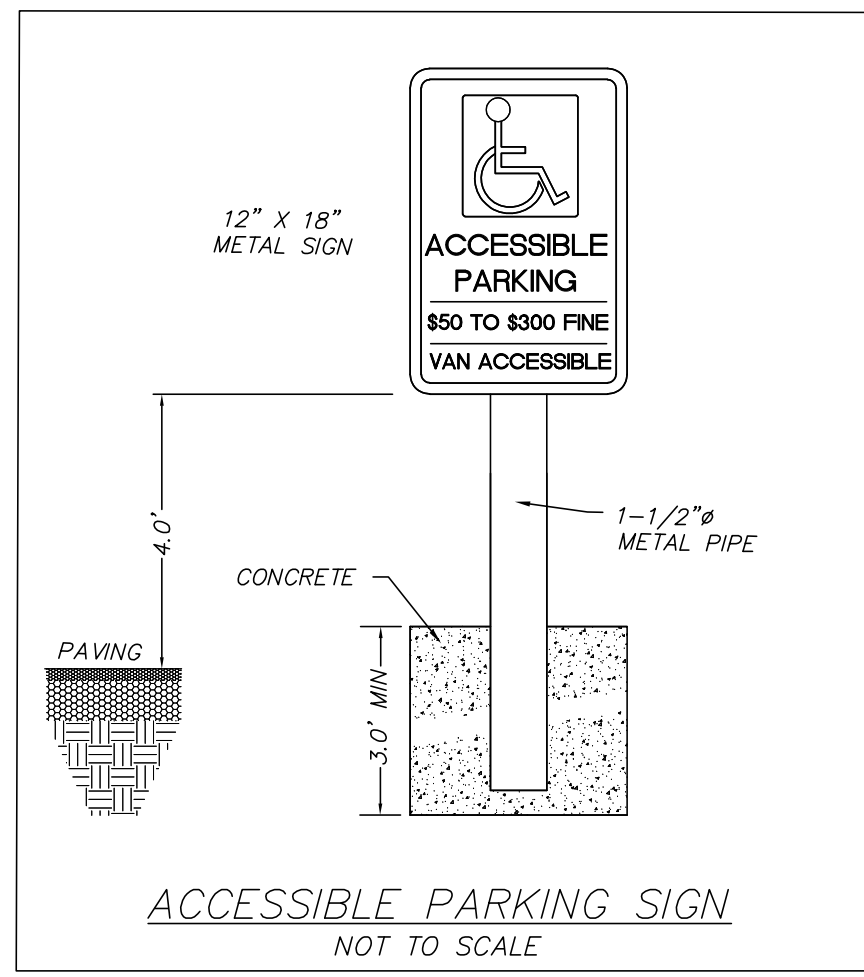 12" X 18"
METAL SIGN
ACCESSIBLE
PARKING
$50 TO $300 FINE
VAN ACCESSIBLE
4.0'
1-1/2"ø
METAL PIPE
CONCRETE
PAVING
3.0' MIN
ACCESSIBLE PARKING SIGN
NOT TO SCALE